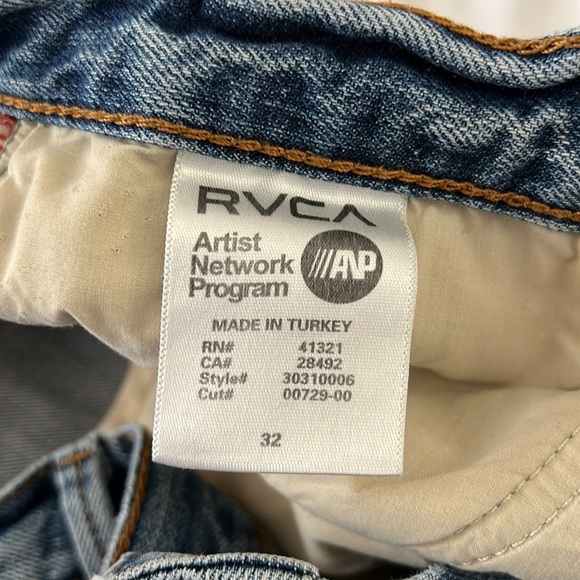 RVCA
Artist
Network
Program
ANP
MADE IN TURKEY
RN# 41321
CA# 28492
Style# 30310006
Cut# 00729-00
32